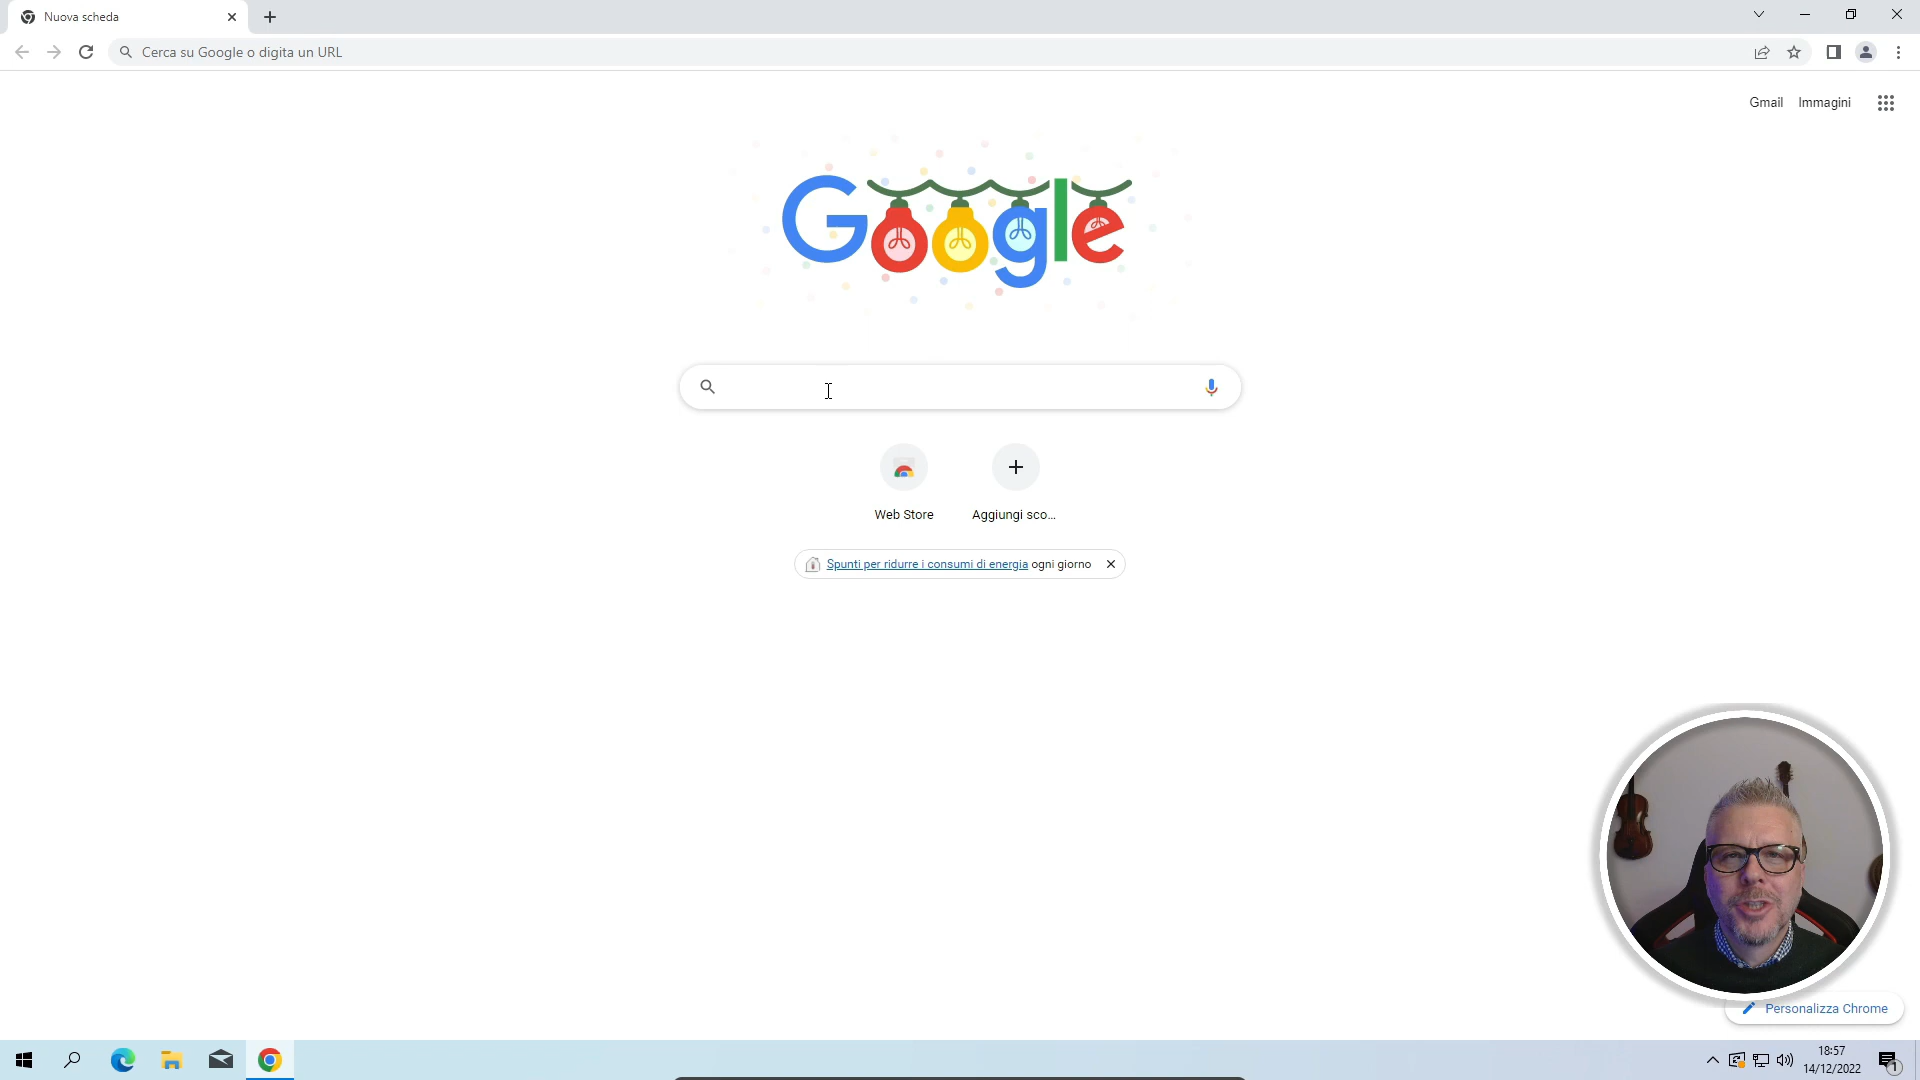 Nuova scheda
Cerca su Google o digita un URL
Gmail Immagini
Google
Web Store Aggiungi sco...
Spunti per ridurre i consumi di energia ogni giorno
Personalizza Chrome
18:57
14/12/2022
1